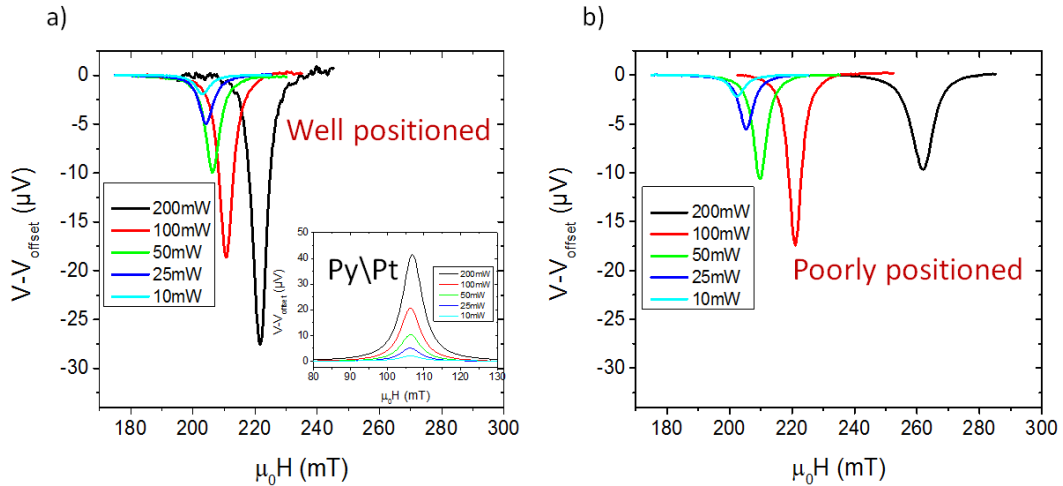 a)
0
-5
-10
-15
-20
-25
-30
V-V_offset (µV)
Well positioned
200mW
100mW
50mW
25mW
10mW
50
40
30
20
10
0
V-V_offset (µV)
Py\Pt
200mW
100mW
50mW
25mW
10mW
80 90 100 110 120 130
µ₀H (mT)
180 200 220 240 260 280 300
µ₀H (mT)
b)
0
-5
-10
-15
-20
-25
-30
V-V_offset (µV)
200mW
100mW
50mW
25mW
10mW
Poorly positioned
180 200 220 240 260 280 300
µ₀H (mT)